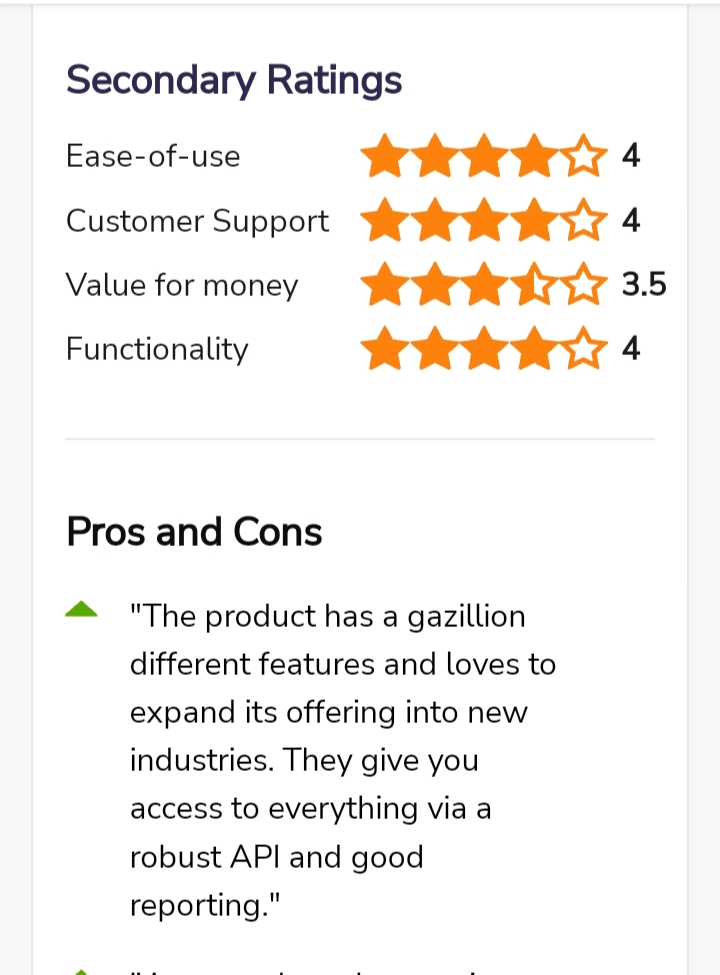 Secondary Ratings
Ease-of-use 4
Customer Support 4
Value for money 3.5
Functionality 4
Pros and Cons
"The product has a gazillion
different features and loves to
expand its offering into new
industries. They give you
access to everything via a
robust API and good
reporting."